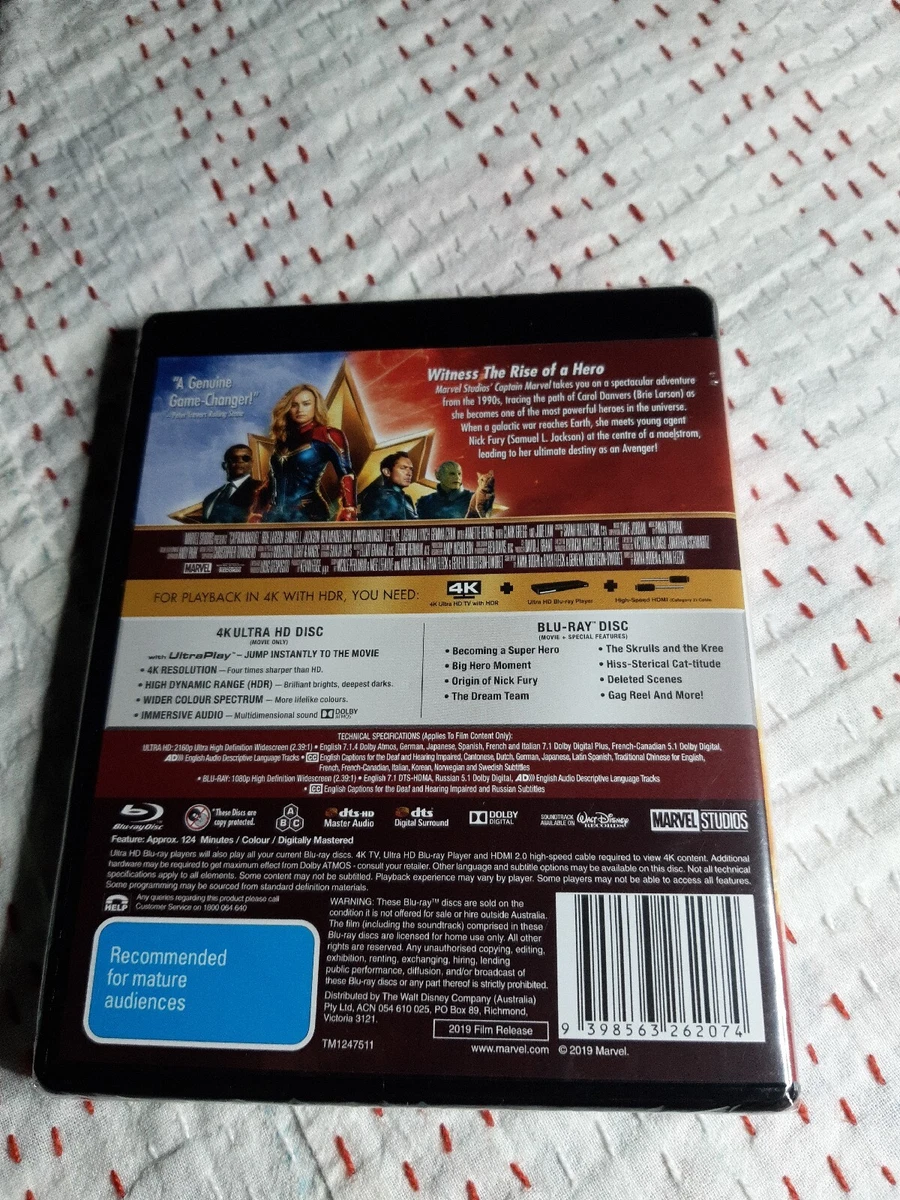 "A Genuine
Game-Changer!"
Witness The Rise of a Hero
Marvel Studios' Captain Marvel takes you on a spectacular adventure
from the 1990s, tracing the path of Carol Danvers (Brie Larson) as
she becomes one of the most powerful heroes in the universe.
When a galactic war reaches Earth, she meets young agent
Nick Fury (Samuel L. Jackson) at the centre of a maelstrom,
leading to her ultimate destiny as an Avenger!
MARVEL
FOR PLAYBACK IN 4K WITH HDR, YOU NEED:
4K
4K Ultra HD TV with HDR
Ultra HD Blu-ray Player
High-Speed HDMI (Category 2) Cable
4K ULTRA HD DISC
(MOVIE ONLY)
with UltraPlay™ – JUMP INSTANTLY TO THE MOVIE
• 4K RESOLUTION — Four times sharper than HD.
• HIGH DYNAMIC RANGE (HDR) — Brilliant brights, deepest darks.
• WIDER COLOUR SPECTRUM — More lifelike colours.
• IMMERSIVE AUDIO — Multidimensional sound DOLBY ATMOS
BLU-RAY™ DISC
(MOVIE + SPECIAL FEATURES)
• Becoming a Super Hero
• Big Hero Moment
• Origin of Nick Fury
• The Dream Team
• The Skrulls and the Kree
• Hiss-Sterical Cat-titude
• Deleted Scenes
• Gag Reel And More!
TECHNICAL SPECIFICATIONS (Applies To Film Content Only):
ULTRA HD: 2160p Ultra High Definition Widescreen (2.39:1) • English 7.1.4 Dolby Atmos, German, Japanese, Spanish, French and Italian 7.1 Dolby Digital Plus, French-Canadian 5.1 Dolby Digital,
AD))) English Audio Descriptive Language Tracks • CC English Captions for the Deaf and Hearing Impaired, Cantonese, Dutch, German, Japanese, Latin Spanish, Traditional Chinese for English,
French, French-Canadian, Italian, Korean, Norwegian and Swedish Subtitles
• BLU-RAY: 1080p High Definition Widescreen (2.39:1) • English 7.1 DTS-HDMA, Russian 5.1 Dolby Digital, AD))) English Audio Descriptive Language Tracks
• CC English Captions for the Deaf and Hearing Impaired and Russian Subtitles
Blu-ray Disc
"These Discs are
copy protected."
A B C
dts-HD
Master Audio
dts
Digital Surround
DOLBY
DIGITAL
SOUNDTRACK
AVAILABLE ON
Walt Disney
RECORDS
MARVEL STUDIOS
Feature: Approx. 124 Minutes / Colour / Digitally Mastered
Ultra HD Blu-ray players will also play all your current Blu-ray discs. 4K TV, Ultra HD Blu-ray Player and HDMI 2.0 high-speed cable required to view 4K content. Additional
hardware may be required to get maximum effect from Dolby ATMOS - consult your retailer. Other language and subtitle options may be available on this disc. Not all technical
specifications apply to all elements. Some content may not be subtitled. Playback experience may vary by player. Some players may not be able to access all features.
Some programming may be sourced from standard definition materials.
HELP
Any queries regarding this product please call
Customer Service on 1800 064 640
Recommended
for mature
audiences
WARNING: These Blu-ray™ discs are sold on the
condition it is not offered for sale or hire outside Australia.
The film (including the soundtrack) comprised in these
Blu-ray discs are licensed for home use only. All other
rights are reserved. Any unauthorised copying, editing,
exhibition, renting, exchanging, hiring, lending
public performance, diffusion, and/or broadcast of
these Blu-ray discs or any part thereof is strictly prohibited.
Distributed by The Walt Disney Company (Australia)
Pty Ltd, ACN 054 610 025, PO Box 89, Richmond,
Victoria 3121.
2019 Film Release
TM1247511
www.marvel.com © 2019 Marvel.
9 398563 262074